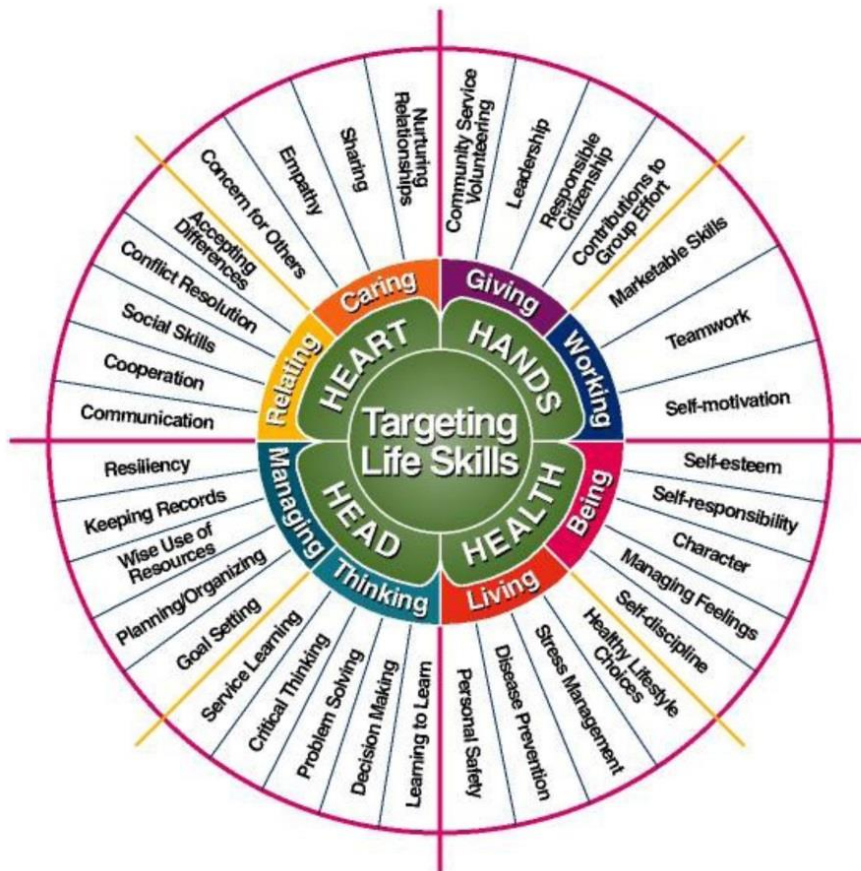 Targeting
Life Skills
HEART
HANDS
HEALTH
HEAD
Caring
Giving
Working
Being
Living
Thinking
Managing
Relating
Community Service
Volunteering
Leadership
Responsible
Citizenship
Contributions to
Group Effort
Marketable Skills
Teamwork
Self-motivation
Self-esteem
Self-responsibility
Character
Managing Feelings
Self-discipline
Healthy Lifestyle
Choices
Stress Management
Disease Prevention
Personal Safety
Learning to Learn
Decision Making
Problem Solving
Critical Thinking
Service Learning
Goal Setting
Planning/Organizing
Wise Use of
Resources
Keeping Records
Resiliency
Communication
Cooperation
Social Skills
Conflict Resolution
Accepting
Differences
Concern for Others
Empathy
Sharing
Nurturing
Relationships